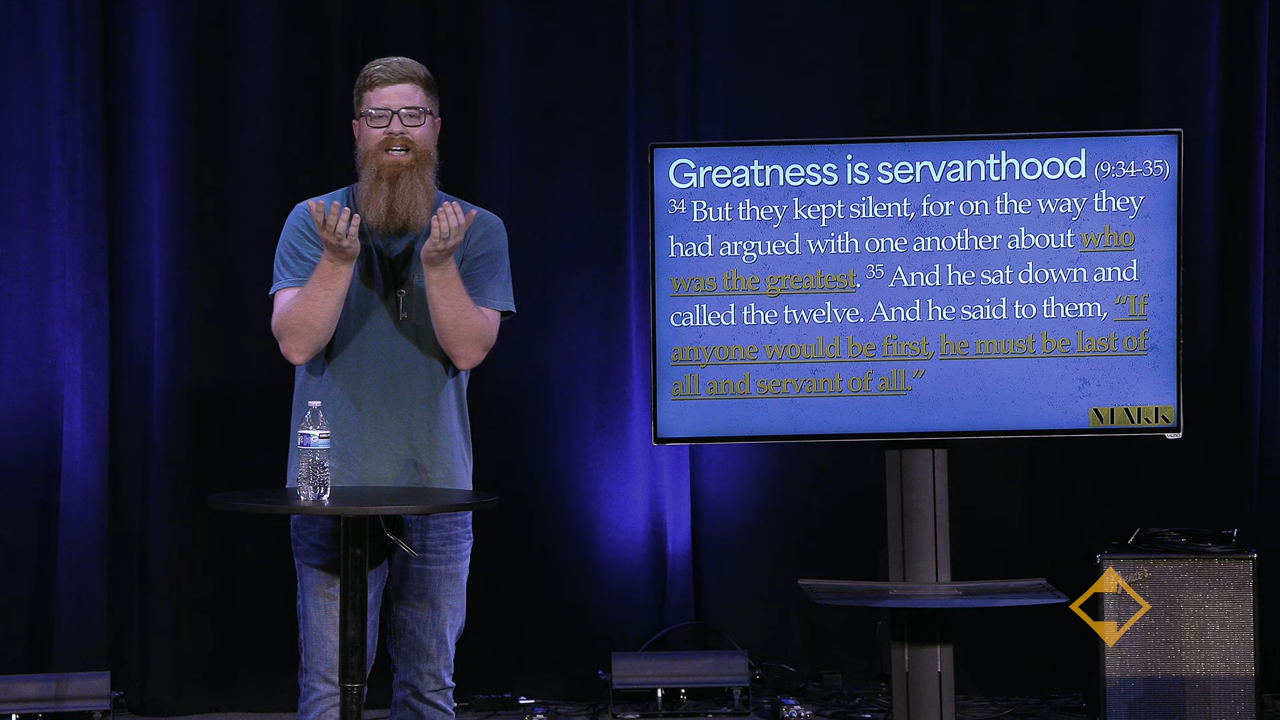 Greatness is servanthood (9:34-35)
34 But they kept silent, for on the way they
had argued with one another about who
was the greatest. 35 And he sat down and
called the twelve. And he said to them, “If
anyone would be first, he must be last of
all and servant of all.”
MARK
VIZIO
Fender